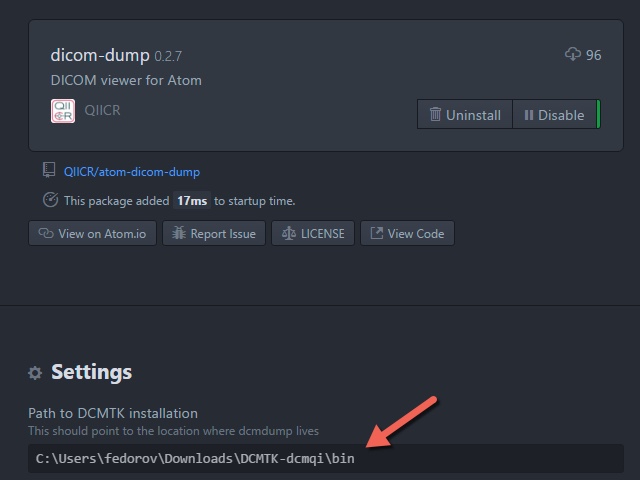 dicom-dump 0.2.7
96
DICOM viewer for Atom
QIICR
QIICR
Uninstall
Disable
QIICR/atom-dicom-dump
This package added 17ms to startup time.
View on Atom.io
Report Issue
LICENSE
View Code
Settings
Path to DCMTK installation
This should point to the location where dcmdump lives
C:\Users\fedorov\Downloads\DCMTK-dcmqi\bin